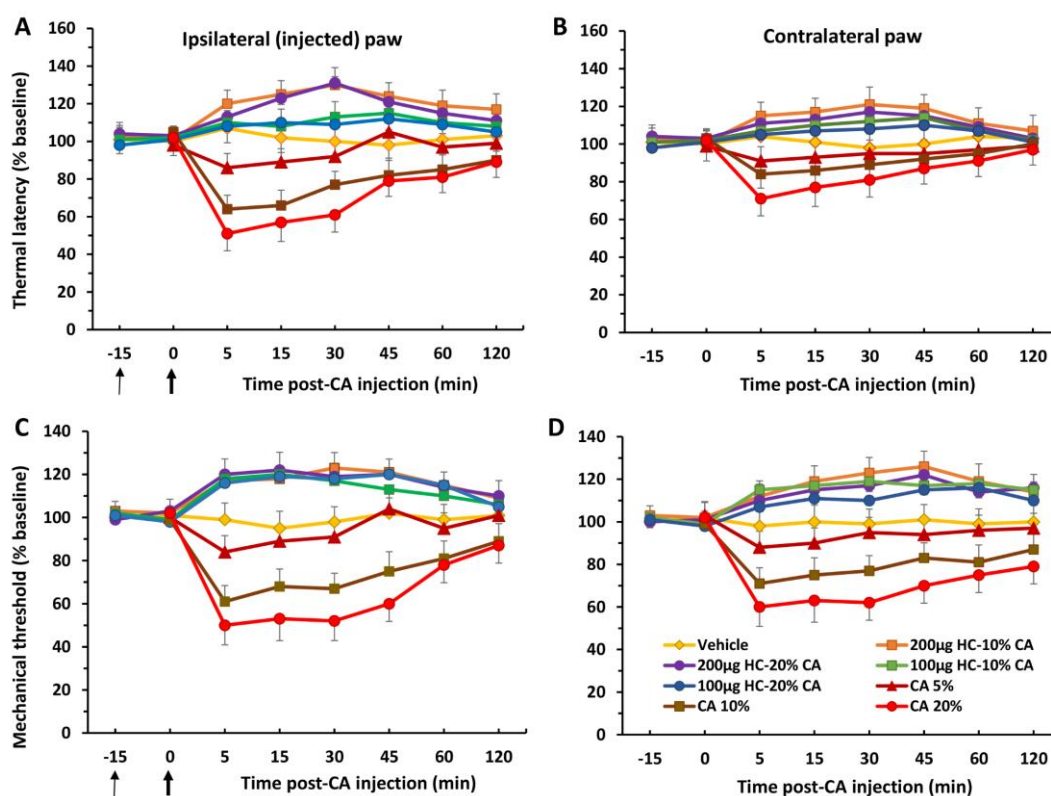 A
Ipsilateral (injected) paw
Thermal latency (% baseline)
160
140
120
100
80
60
40
20
0
-15 0 5 15 30 45 60 120
Time post-CA injection (min)
B
Contralateral paw
160
140
120
100
80
60
40
20
0
-15 0 5 15 30 45 60 120
Time post-CA injection (min)
C
Mechanical threshold (% baseline)
140
120
100
80
60
40
20
0
-15 0 5 15 30 45 60 120
Time post-CA injection (min)
D
140
120
100
80
60
40
20
0
Vehicle 200µg HC-10% CA
200µg HC-20% CA 100µg HC-10% CA
100µg HC-20% CA CA 5%
CA 10% CA 20%
-15 0 5 15 30 45 60 120
Time post-CA injection (min)